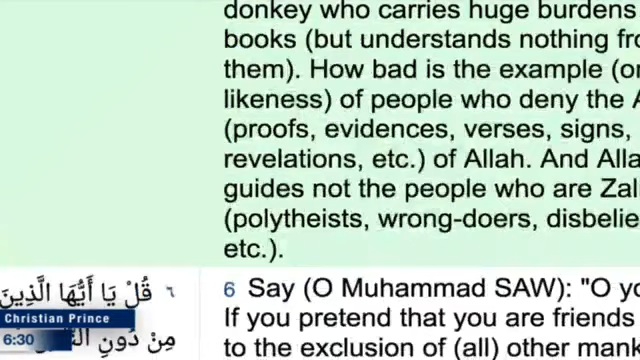 donkey who carries huge burdens
books (but understands nothing fro
them). How bad is the example (or
likeness) of people who deny the A
(proofs, evidences, verses, signs,
revelations, etc.) of Allah. And Alla
guides not the people who are Zal
(polytheists, wrong-doers, disbelie
etc.).
٦ قُلْ يَا أَيُّهَا الَّذِينَ
مِنْ دُونِ
6 Say (O Muhammad SAW): "O yo
If you pretend that you are friends
to the exclusion of (all) other mank
Christian Prince
6:30